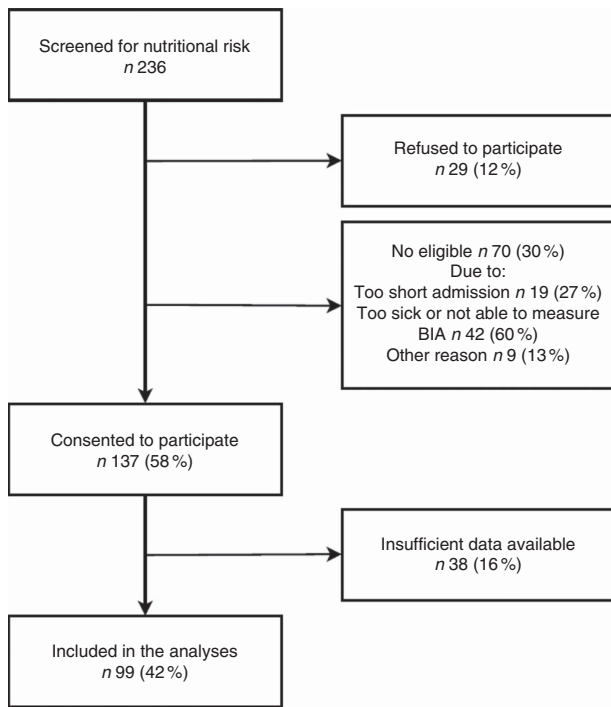 Screened for nutritional risk
n 236
Refused to participate
n 29 (12 %)
No eligible n 70 (30 %)
Due to:
Too short admission n 19 (27 %)
Too sick or not able to measure
BIA n 42 (60 %)
Other reason n 9 (13 %)
Consented to participate
n 137 (58 %)
Insufficient data available
n 38 (16 %)
Included in the analyses
n 99 (42 %)